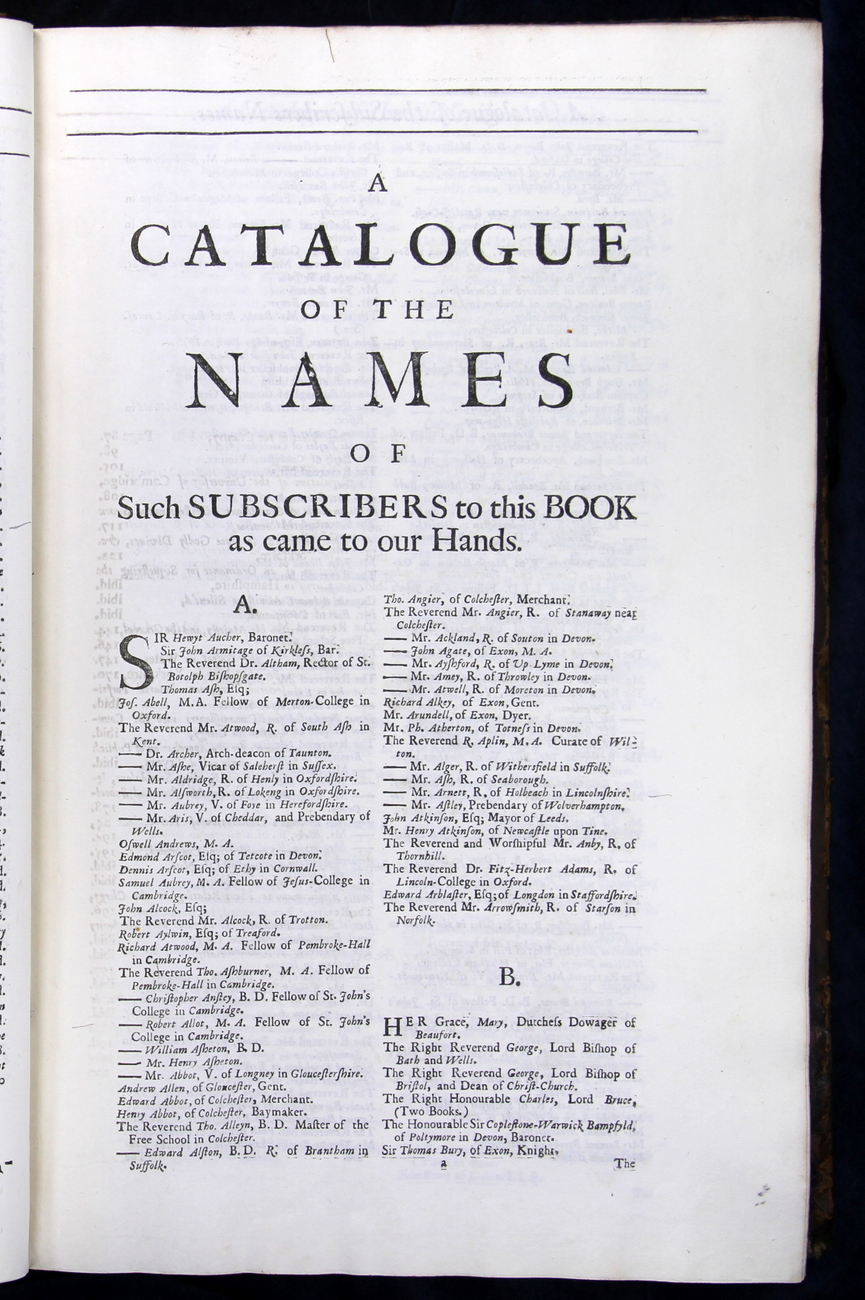 A
CATALOGUE
OF THE
NAMES
OF
Such SUBSCRIBERS to this BOOK
as came to our Hands.
A.
SIR Hewyt Aucher, Baronet.
Sir John Armitage of Kirkleſs, Bar.
The Reverend Dr. Altham, Rector of St.
Botolph Biſhopſgate.
Thomas Aſh, Eſq;
Joſ. Abell, M.A. Fellow of Merton-College in
Oxford.
The Reverend Mr. Atwood, R. of South Aſh in
Kent.
—— Dr. Archer, Arch-deacon of Taunton.
—— Mr. Aſhe, Vicar of Saleherſt in Suſſex.
—— Mr. Aldridge, R. of Henly in Oxfordſhire.
—— Mr. Alſworth, R. of Lokeng in Oxfordſhire.
—— Mr. Aubrey, V. of Foye in Herefordſhire.
—— Mr. Aris, V. of Cheddar, and Prebendary of
Wells.
Oſwell Andrews, M. A.
Edmond Arſcot, Eſq; of Tetcote in Devon.
Dennis Arſcot, Eſq; of Ethy in Cornwall.
Samuel Aubrey, M. A. Fellow of Jeſus-College in
Cambridge.
John Alcock, Eſq;
The Reverend Mr. Alcock, R. of Trotton.
Robert Aylwin, Eſq; of Treaford.
Richard Atwood, M. A. Fellow of Pembroke-Hall
in Cambridge.
The Reverend Tho. Aſhburner, M. A. Fellow of
Pembroke-Hall in Cambridge.
—— Chriſtopher Anſtey, B. D. Fellow of St. John's
College in Cambridge.
—— Robert Allot, M. A. Fellow of St. John's
College in Cambridge.
—— William Aſheton, B. D.
—— Mr. Henry Aſheton.
—— Mr. Abbot, V. of Longney in Glouceſterſhire.
Andrew Allen, of Glouceſter, Gent.
Edward Abbot, of Colcheſter, Merchant.
Henry Abbot, of Colcheſter, Baymaker.
The Reverend Tho. Alleyn, B. D. Maſter of the
Free School in Colcheſter.
—— Edward Alſton, B. D. R. of Brantham in
Suffolk.
Tho. Angier, of Colcheſter, Merchant.
The Reverend Mr. Angier, R. of Stanaway near
Colcheſter.
—— Mr. Ackland, R. of Souton in Devon.
—— John Agate, of Exon, M. A.
—— Mr. Ayſhford, R. of Up Lyme in Devon.
—— Mr. Amey, R. of Throwley in Devon.
—— Mr. Atwell, R. of Moreton in Devon.
Richard Alkey, of Exon, Gent.
Mr. Arundell, of Exon, Dyer.
Mr. Ph. Atherton, of Totneſs in Devon.
The Reverend R. Aplin, M. A. Curate of Wil-
ton.
—— Mr. Alger, R. of Withersfield in Suffolk.
—— Mr. Aſh, R. of Seaborough.
—— Mr. Arnett, R. of Holbeach in Lincolnſhire.
—— Mr. Aſtley, Prebendary of Wolverhampton.
John Atkinſon, Eſq; Mayor of Leeds.
Mr. Henry Atkinſon, of Newcaſtle upon Tine.
The Reverend and Worſhipful Mr. Anby, R. of
Thornhill.
The Reverend Dr. Fitz-Herbert Adams, R. of
Lincoln-College in Oxford.
Edward Arblaſter, Eſq; of Longdon in Staffordſhire.
The Reverend Mr. Arrowſmith, R. of Starſon in
Norfolk.
B.
HER Grace, Mary, Dutcheſs Dowager of
Beaufort.
The Right Reverend George, Lord Biſhop of
Bath and Wells.
The Right Reverend George, Lord Biſhop of
Briſtol, and Dean of Chriſt-Church.
The Right Honourable Charles, Lord Bruce,
(Two Books.)
The Honourable Sir Copleſtone-Warwick Bampfyld,
of Poltymore in Devon, Baronet.
Sir Thomas Bury, of Exon, Knight.
a
The